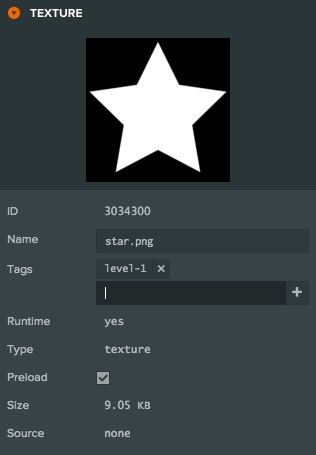 TEXTURE
ID 3034300
Name star.png
Tags level-1 ×
+
Runtime yes
Type texture
Preload
Size 9.05 KB
Source none